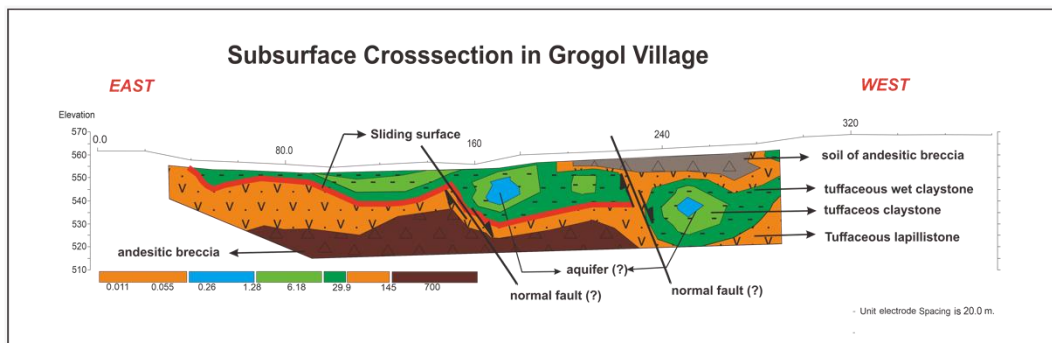 Subsurface Crosssection in Grogol Village
EAST
WEST
Elevation
570
560
550
540
530
520
510
0.0
80.0
160
240
320
Sliding surface
soil of andesitic breccia
tuffaceous wet claystone
tuffaceos claystone
Tuffaceous lapillistone
andesitic breccia
aquifer (?)
normal fault (?)
normal fault (?)
0.011 0.055 0.26 1.28 6.18 29.9 145 700
- Unit electrode Spacing is 20.0 m.